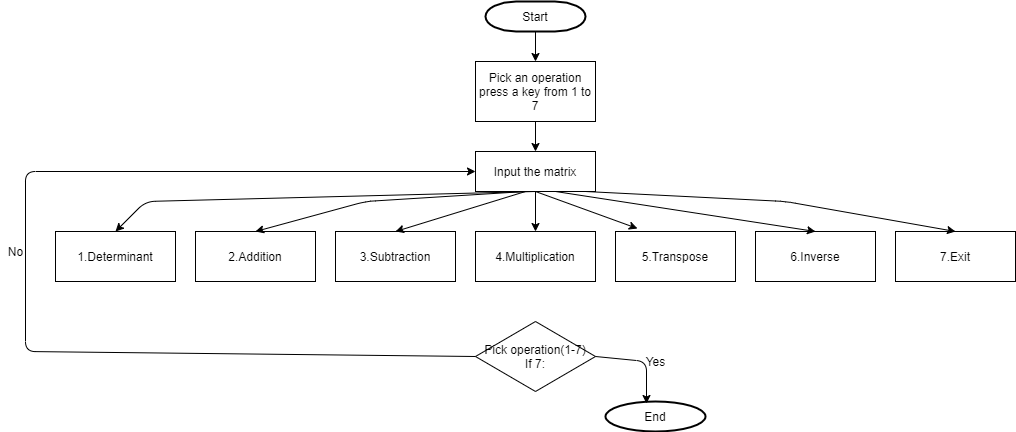 Start
Pick an operation
press a key from 1 to
7
Input the matrix
No
1.Determinant
2.Addition
3.Subtraction
4.Multiplication
5.Transpose
6.Inverse
7.Exit
Pick operation(1-7)
If 7:
Yes
End